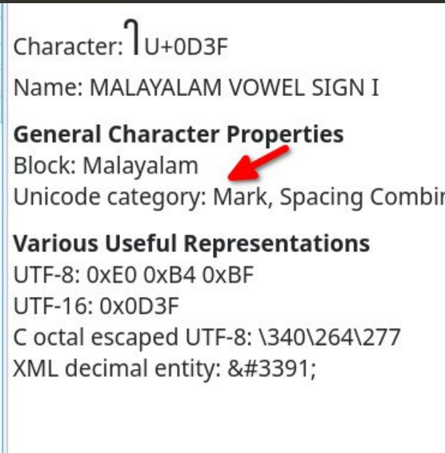 Character: ി U+0D3F
Name: MALAYALAM VOWEL SIGN I
General Character Properties
Block: Malayalam
Unicode category: Mark, Spacing Combin
Various Useful Representations
UTF-8: 0xE0 0xB4 0xBF
UTF-16: 0x0D3F
C octal escaped UTF-8: \340\264\277
XML decimal entity: &#3391;